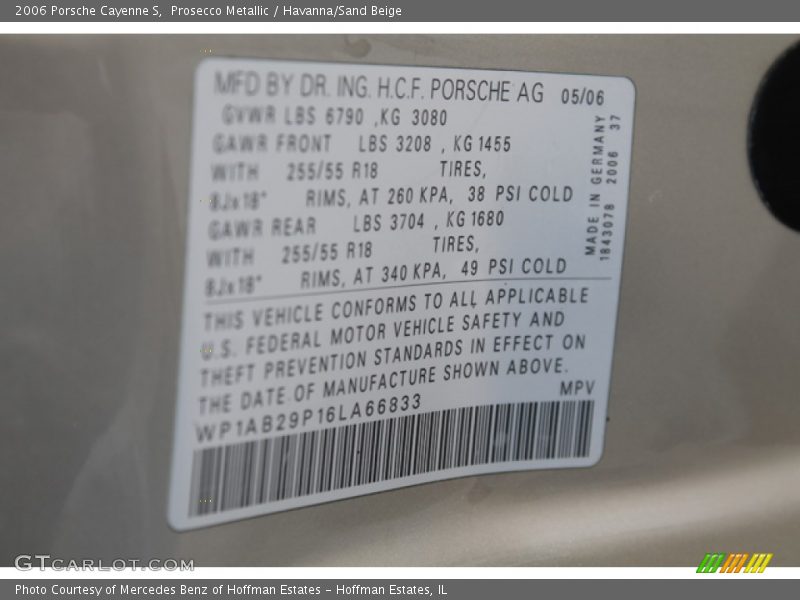 2006 Porsche Cayenne S,  Prosecco Metallic / Havanna/Sand Beige
MFD BY DR. ING. H.C.F. PORSCHE AG 05/06
GVWR LBS 6790 ,KG 3080
GAWR FRONT LBS 3208 , KG 1455
WITH 255/55 R18 TIRES,
8Jx18" RIMS, AT 260 KPA, 38 PSI COLD
GAWR REAR LBS 3704 , KG 1680
WITH 255/55 R18 TIRES,
8Jx18" RIMS, AT 340 KPA, 49 PSI COLD
MADE IN GERMANY
1843078 2006 37
THIS VEHICLE CONFORMS TO ALL APPLICABLE
U.S. FEDERAL MOTOR VEHICLE SAFETY AND
THEFT PREVENTION STANDARDS IN EFFECT ON
THE DATE OF MANUFACTURE SHOWN ABOVE.
WP1AB29P16LA66833 MPV
GTCARLOT.COM
Photo Courtesy of Mercedes Benz of Hoffman Estates - Hoffman Estates, IL